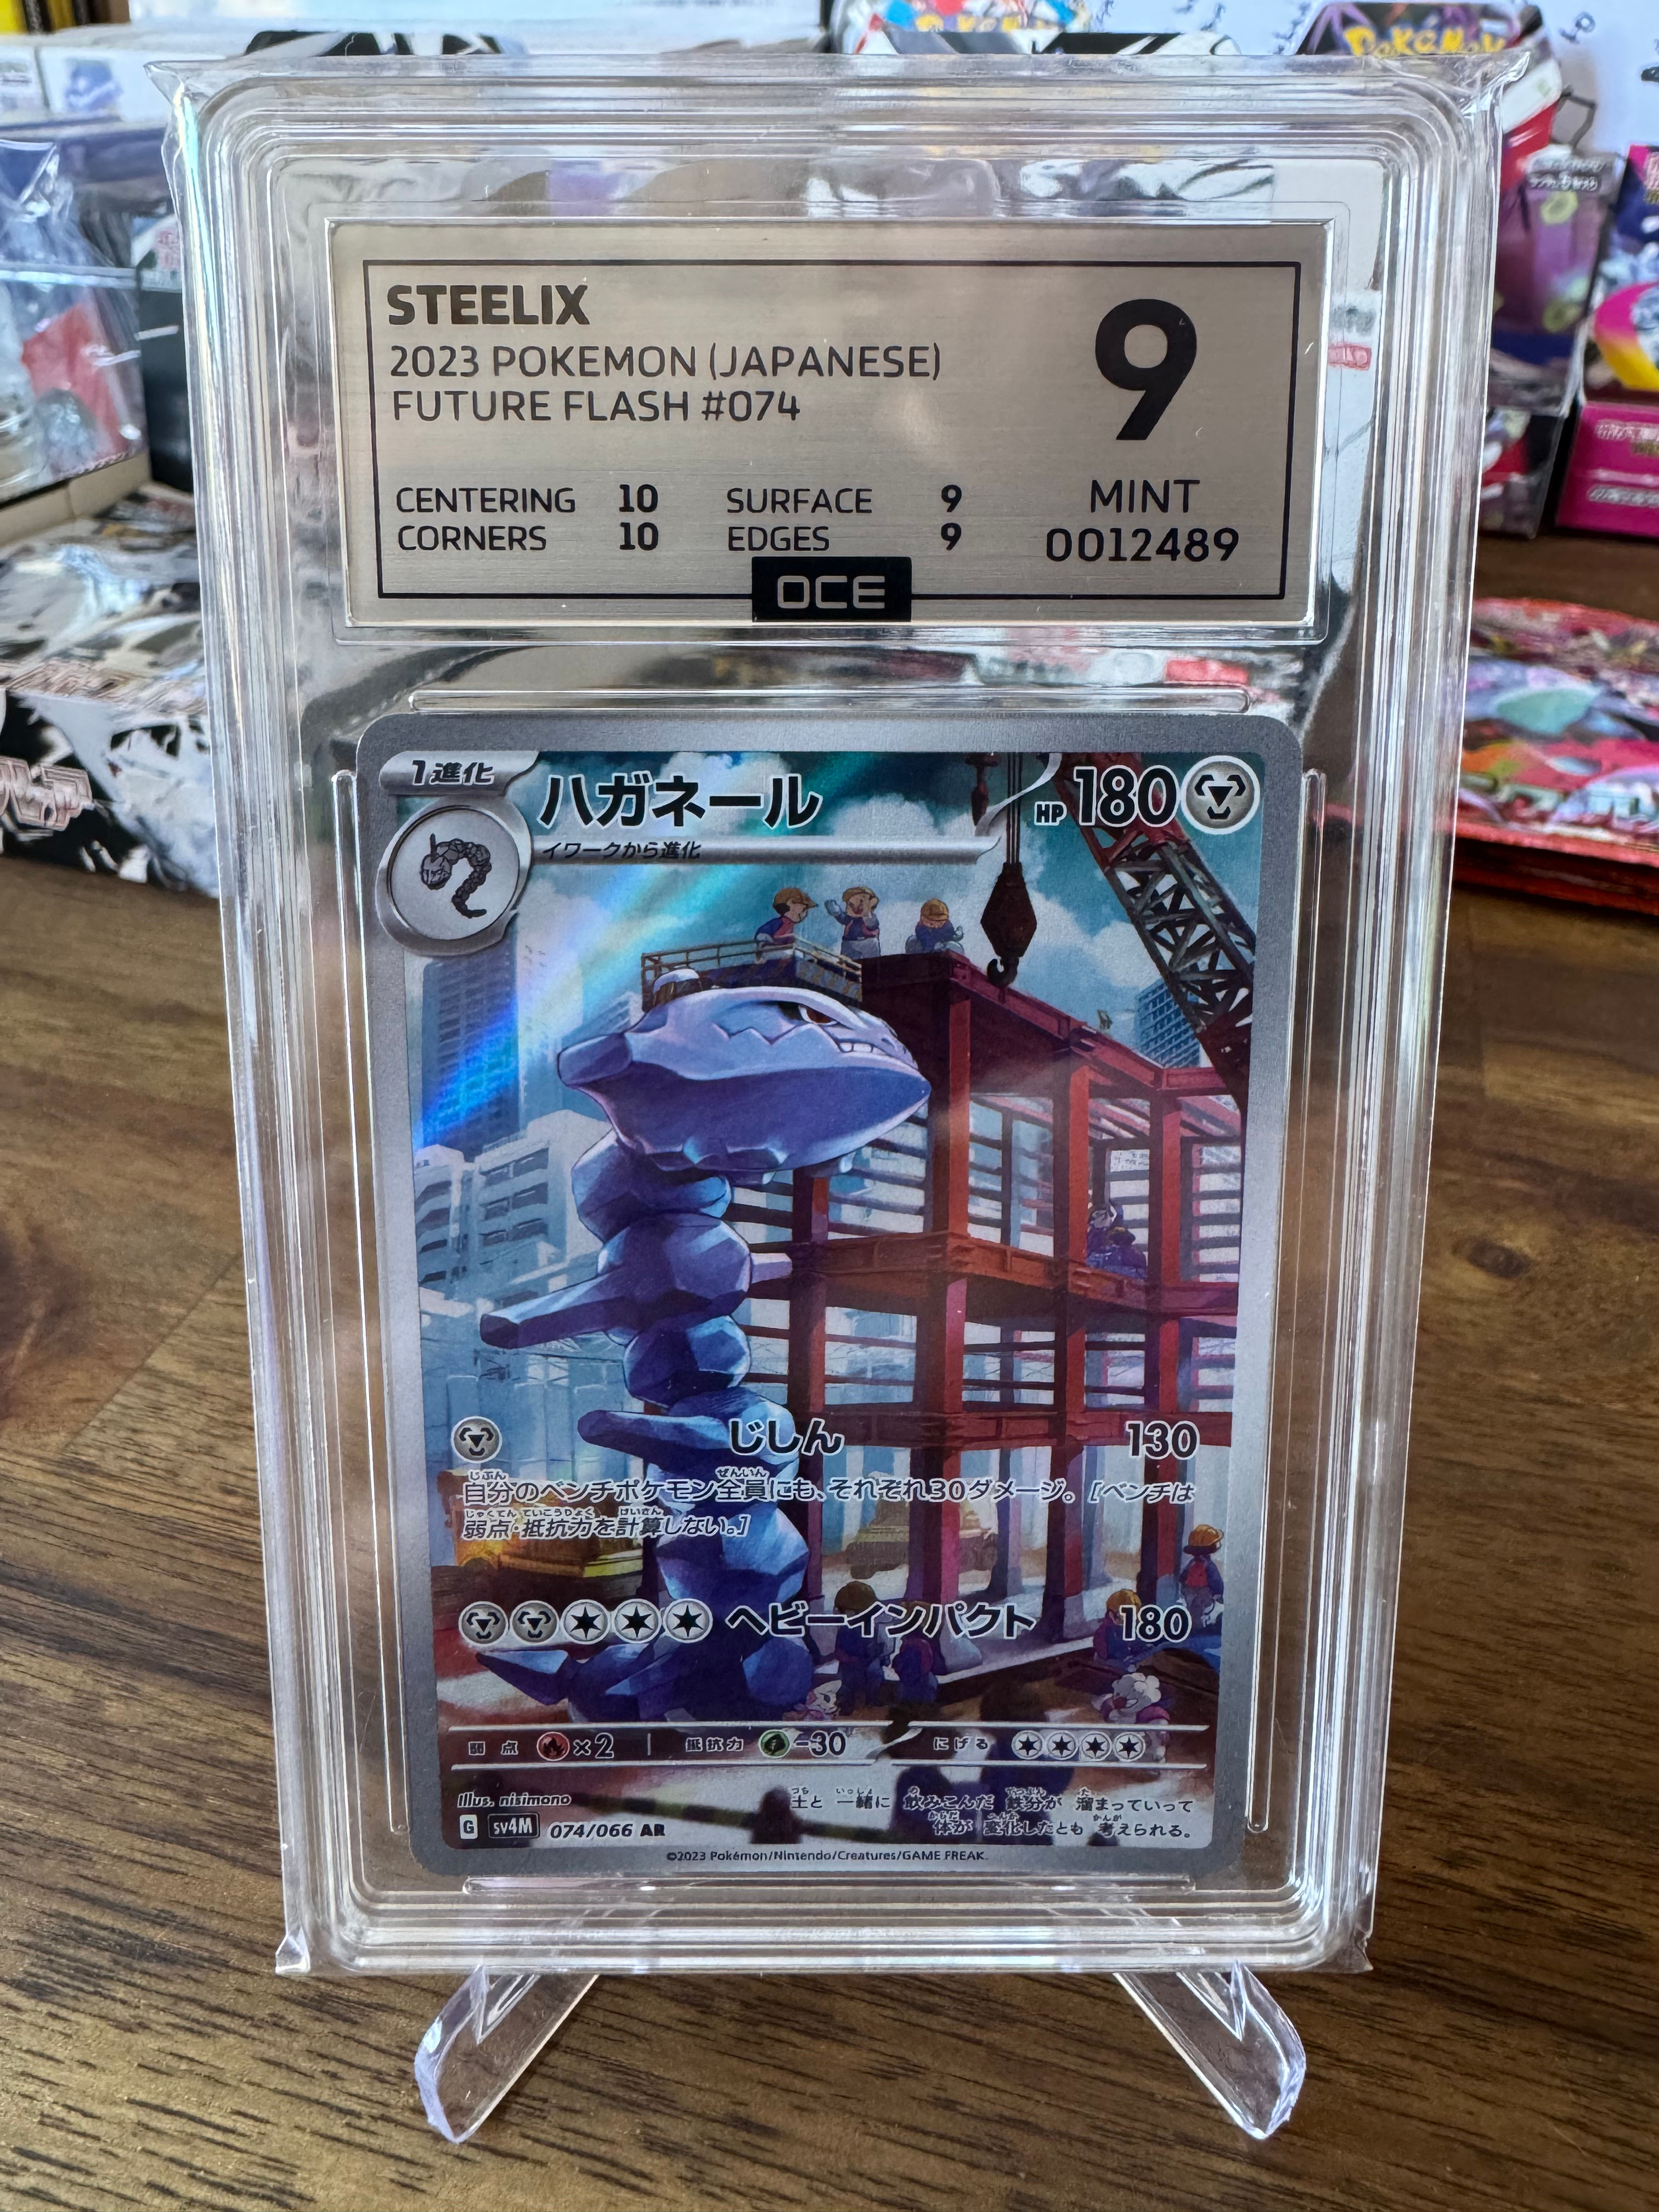 Pokémon
Pokémon
STEELIX
2023 POKEMON (JAPANESE)
FUTURE FLASH #074
9
CENTERING 10 SURFACE 9
MINT
CORNERS 10 EDGES 9
0012489
OCE
1進化
ハガネール
HP180
イワークから進化
じしん 130
自分のベンチポケモン全員にも、それぞれ30ダメージ。[ベンチは
弱点・抵抗力を計算しない。]
ヘビーインパクト 180
弱点 ×2 抵抗力 -30 にげる
Illus. nisimono
土と一緒に飲みこんだ鉄分が溜まっていって
体が変化したとも考えられる。
G sv4M 074/066 AR
©2023 Pokémon/Nintendo/Creatures/GAME FREAK.